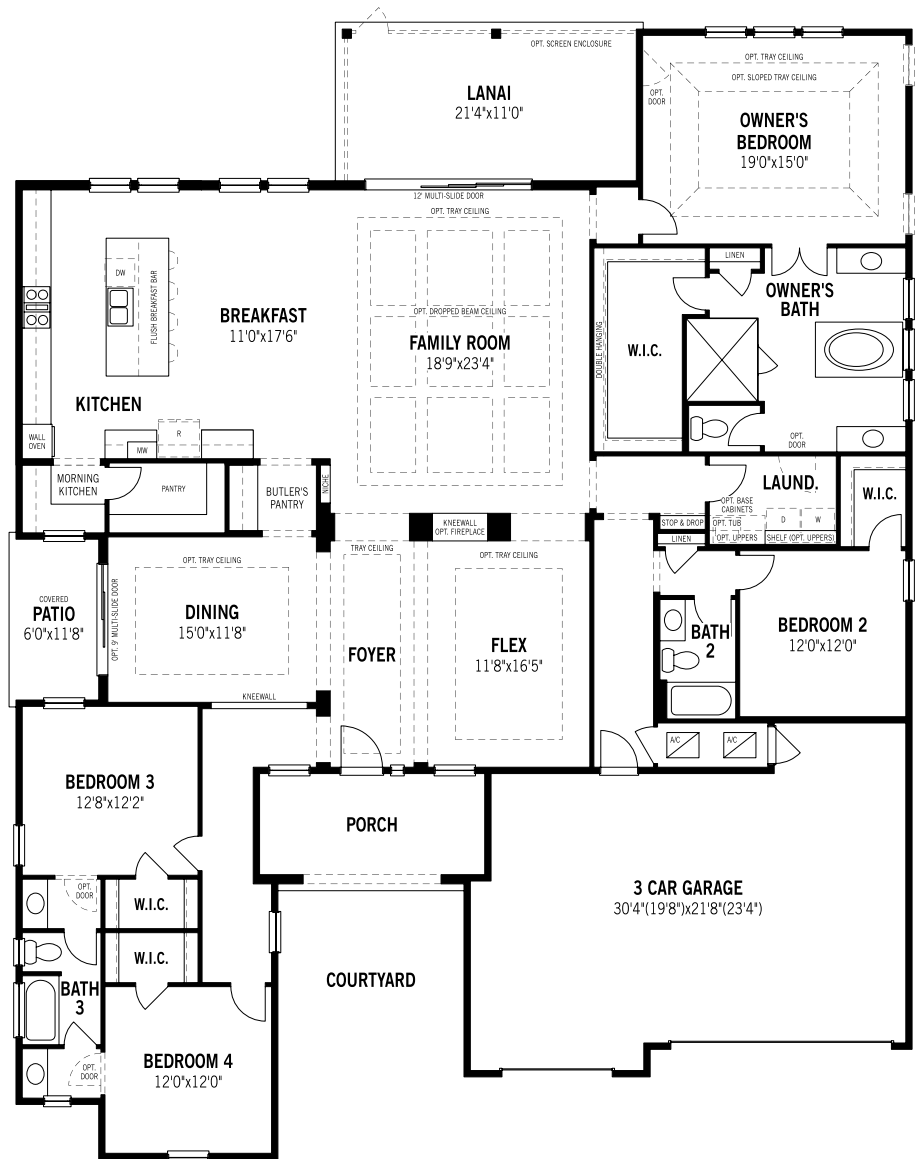 OPT. SCREEN ENCLOSURE
LANAI
21'4"x11'0"
OPT. TRAY CEILING
OPT. SLOPED TRAY CEILING
OPT.
DOOR
OWNER'S
BEDROOM
19'0"x15'0"
12' MULTI-SLIDE DOOR
OPT. TRAY CEILING
LINEN
DW
FLUSH BREAKFAST BAR
BREAKFAST
11'0"x17'6"
OPT. DROPPED BEAM CEILING
FAMILY ROOM
18'9"x23'4"
DOUBLE HANGING
W.I.C.
OWNER'S
BATH
KITCHEN
WALL
OVEN
MW
R
OPT.
DOOR
MORNING
KITCHEN
PANTRY
BUTLER'S
PANTRY
NICHE
KNEEWALL
OPT. FIREPLACE
LAUND.
W.I.C.
OPT. BASE
CABINETS
STOP & DROP
OPT. TUB
D
W
LINEN
OPT. UPPERS
SHELF (OPT. UPPERS)
COVERED
PATIO
6'0"x11'8"
OPT. 9' MULTI-SLIDE DOOR
OPT. TRAY CEILING
DINING
15'0"x11'8"
KNEEWALL
TRAY CEILING
FOYER
OPT. TRAY CEILING
FLEX
11'8"x16'5"
BATH
2
BEDROOM 2
12'0"x12'0"
A/C
A/C
BEDROOM 3
12'8"x12'2"
PORCH
OPT.
DOOR
W.I.C.
W.I.C.
3 CAR GARAGE
30'4"(19'8")x21'8"(23'4")
BATH
3
COURTYARD
OPT.
DOOR
BEDROOM 4
12'0"x12'0"